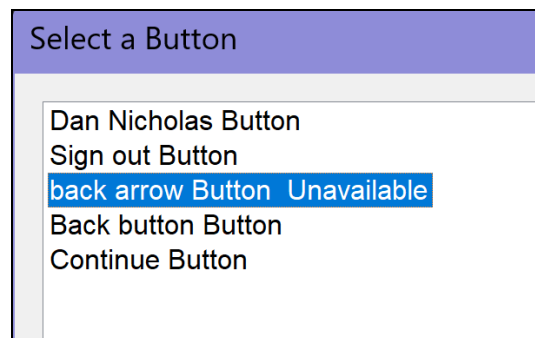 Select a Button
Dan Nicholas Button
Sign out Button
back arrow Button  Unavailable
Back button Button
Continue Button